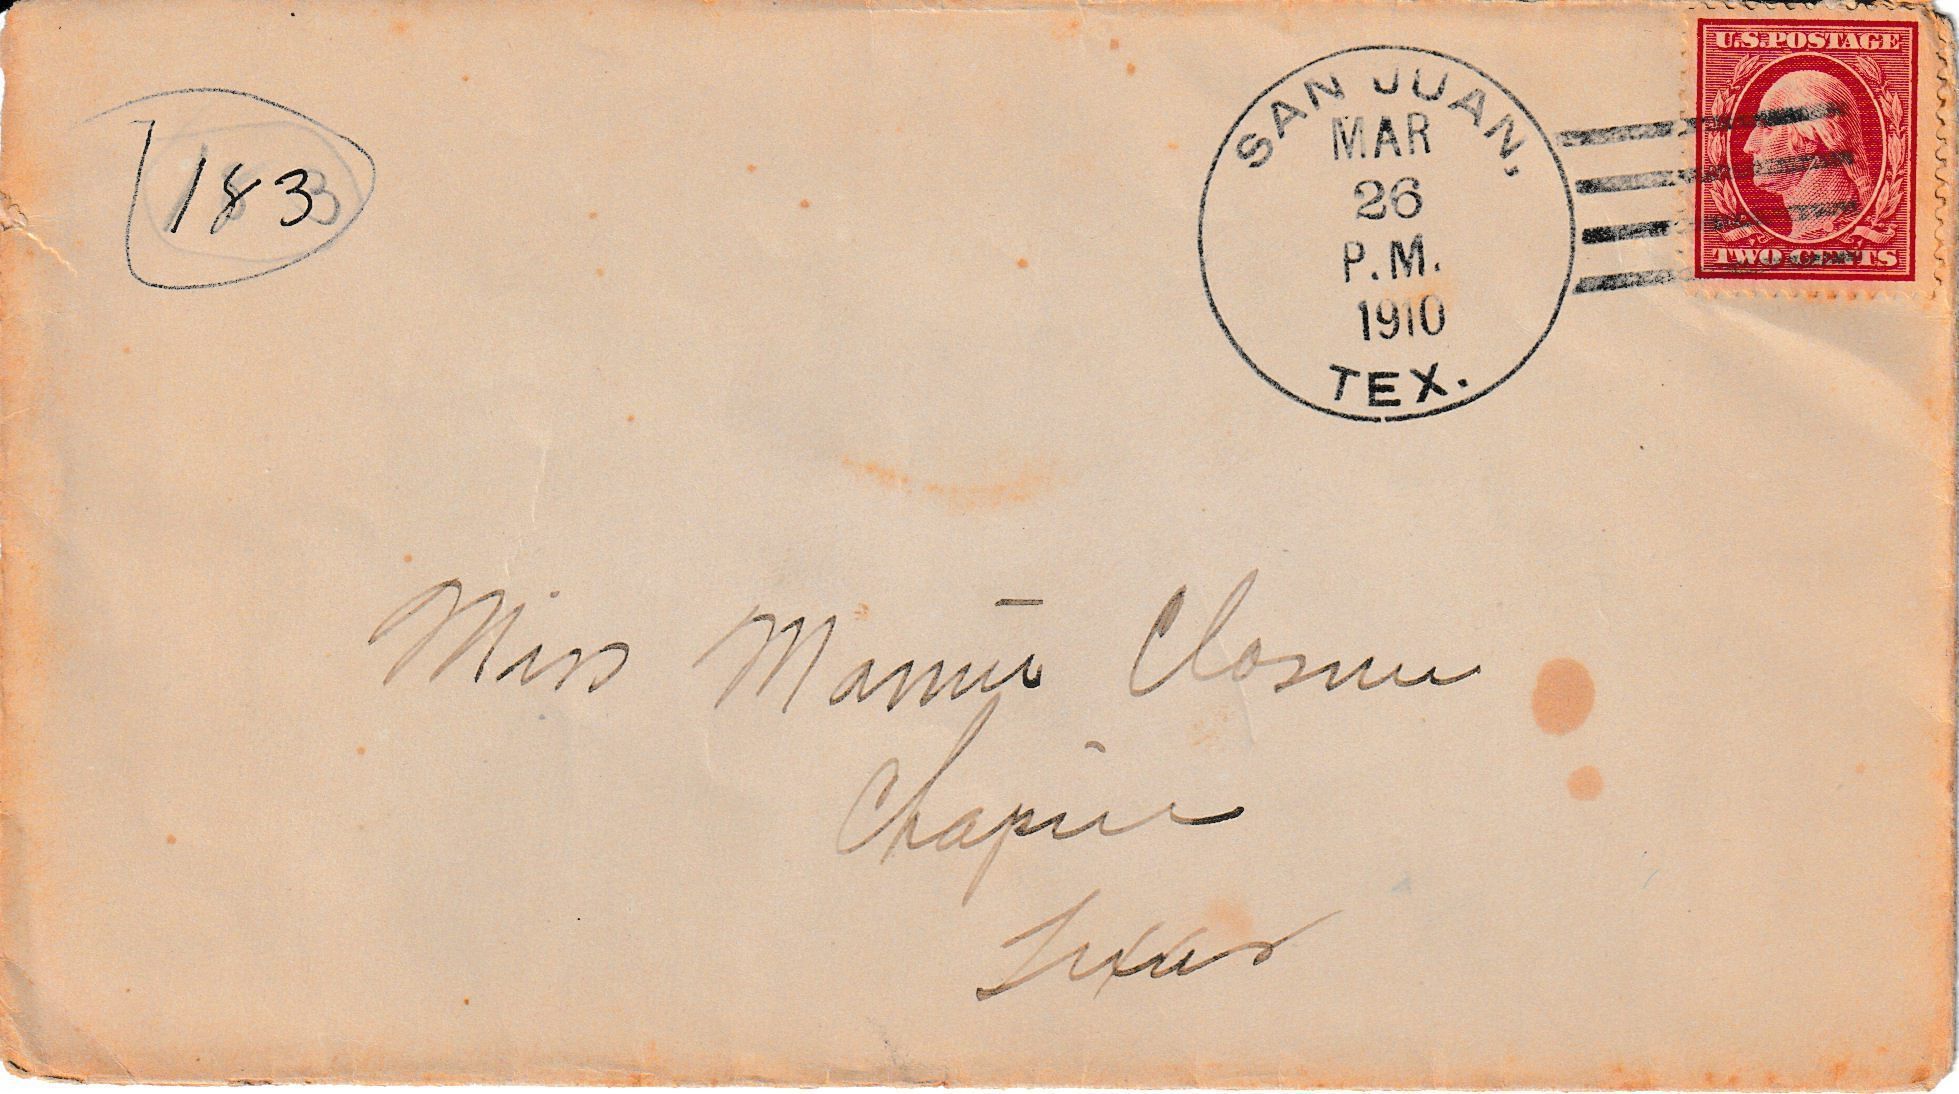 U.S. POSTAGE
TWO CENTS
SAN JUAN,
MAR
26
P.M.
1910
TEX.
183
Miss Mamie Closner
Chapin
Texas